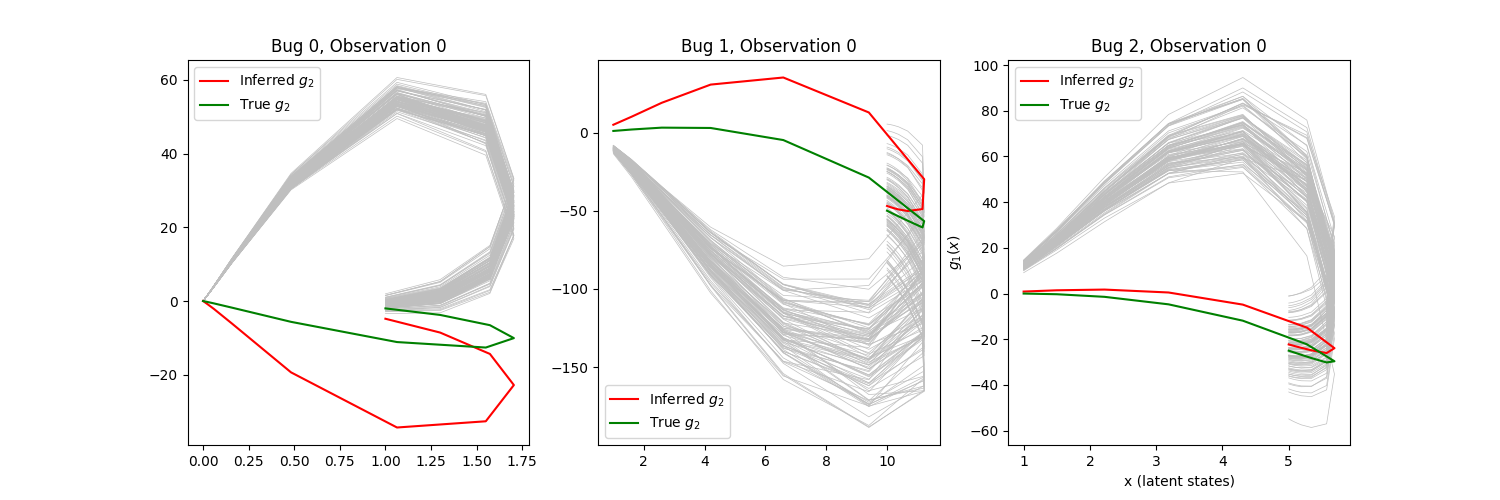 Bug 0, Observation 0
60
40
20
0
−20
0.00 0.25 0.50 0.75 1.00 1.25 1.50 1.75
Inferred g₂
True g₂
Bug 1, Observation 0
0
−50
−100
−150
2 4 6 8 10
Inferred g₂
True g₂
Bug 2, Observation 0
g₁(x)
100
80
60
40
20
0
−20
−40
−60
1 2 3 4 5
x (latent states)
Inferred g₂
True g₂